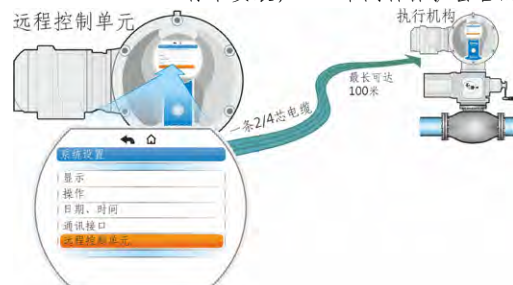 远程控制单元
执行机构
最长可达
100米
一条2/4芯电缆
系统设置
显示
操作
日期、时间
通讯接口
远程控制单元